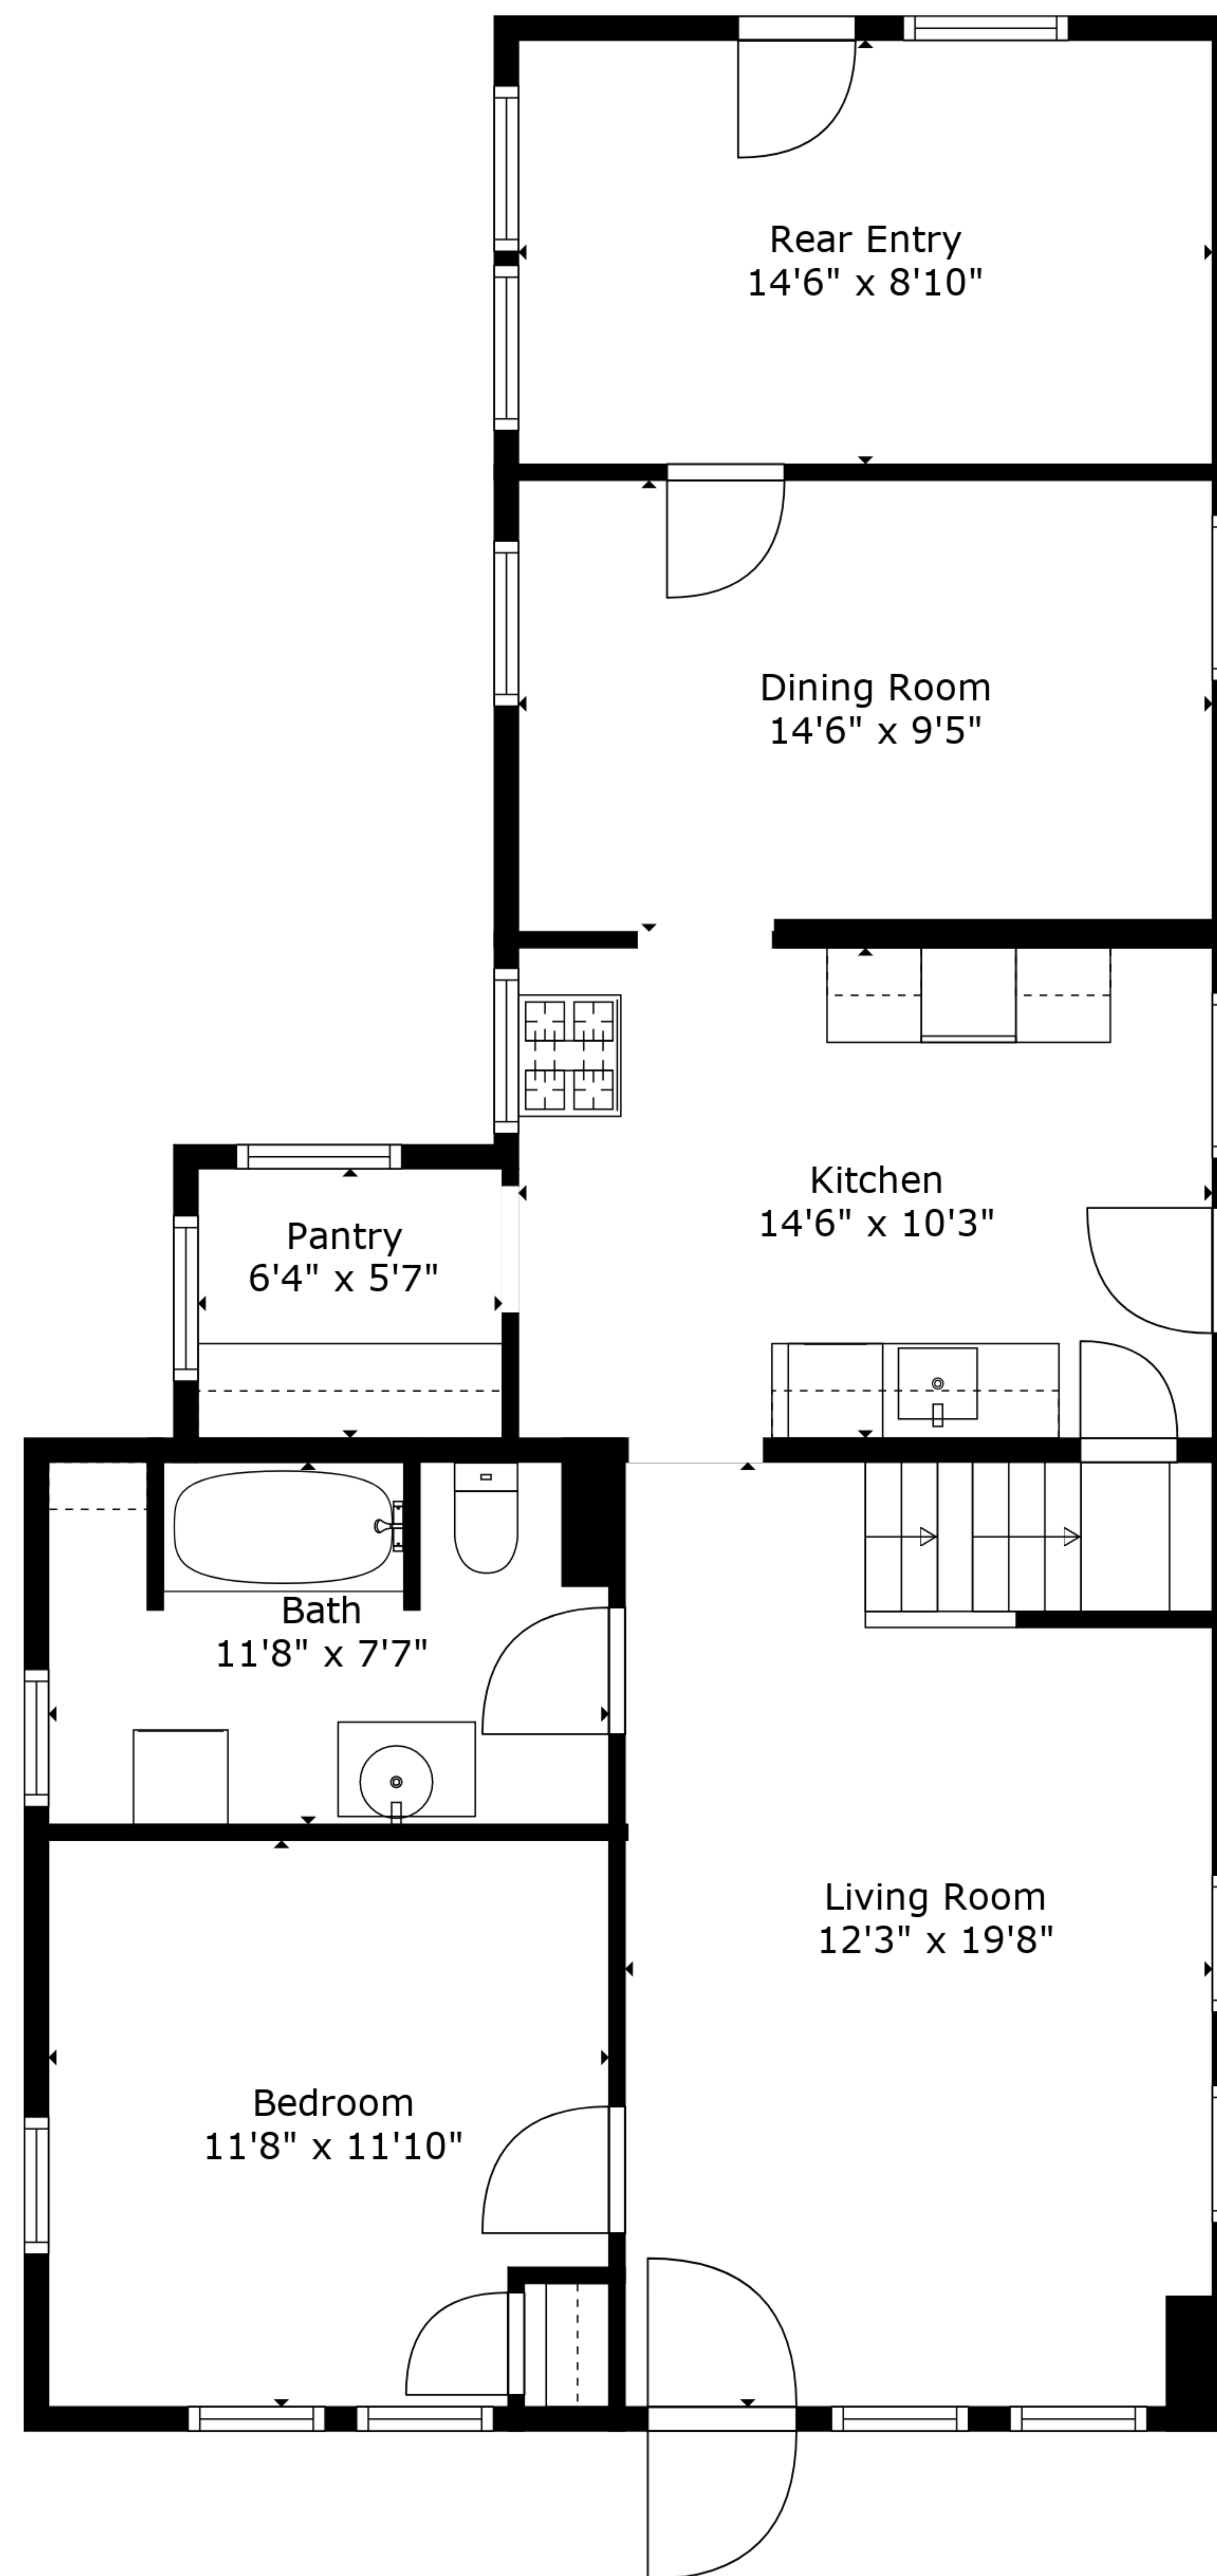 Rear Entry
14'6" x 8'10"
Dining Room
14'6" x 9'5"
Kitchen
14'6" x 10'3"
Pantry
6'4" x 5'7"
Bath
11'8" x 7'7"
Living Room
12'3" x 19'8"
Bedroom
11'8" x 11'10"